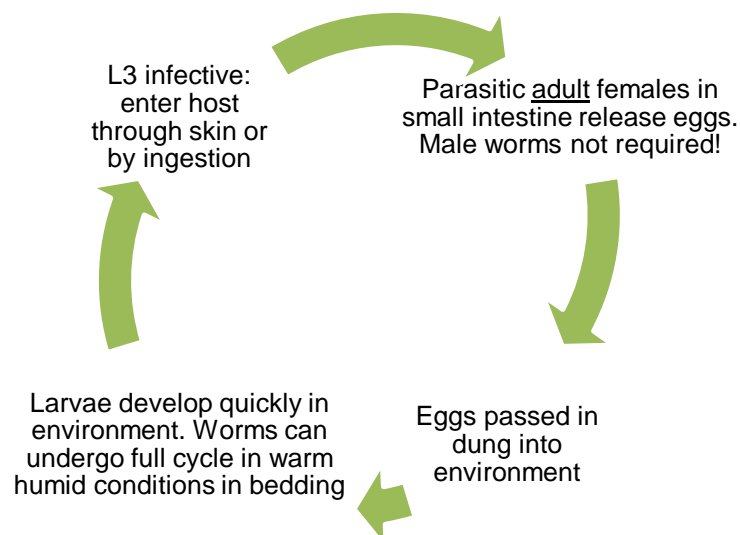 L3 infective:
enter host
through skin or
by ingestion
Parasitic adult females in
small intestine release eggs.
Male worms not required!
Eggs passed in
dung into
environment
Larvae develop quickly in
environment. Worms can
undergo full cycle in warm
humid conditions in bedding